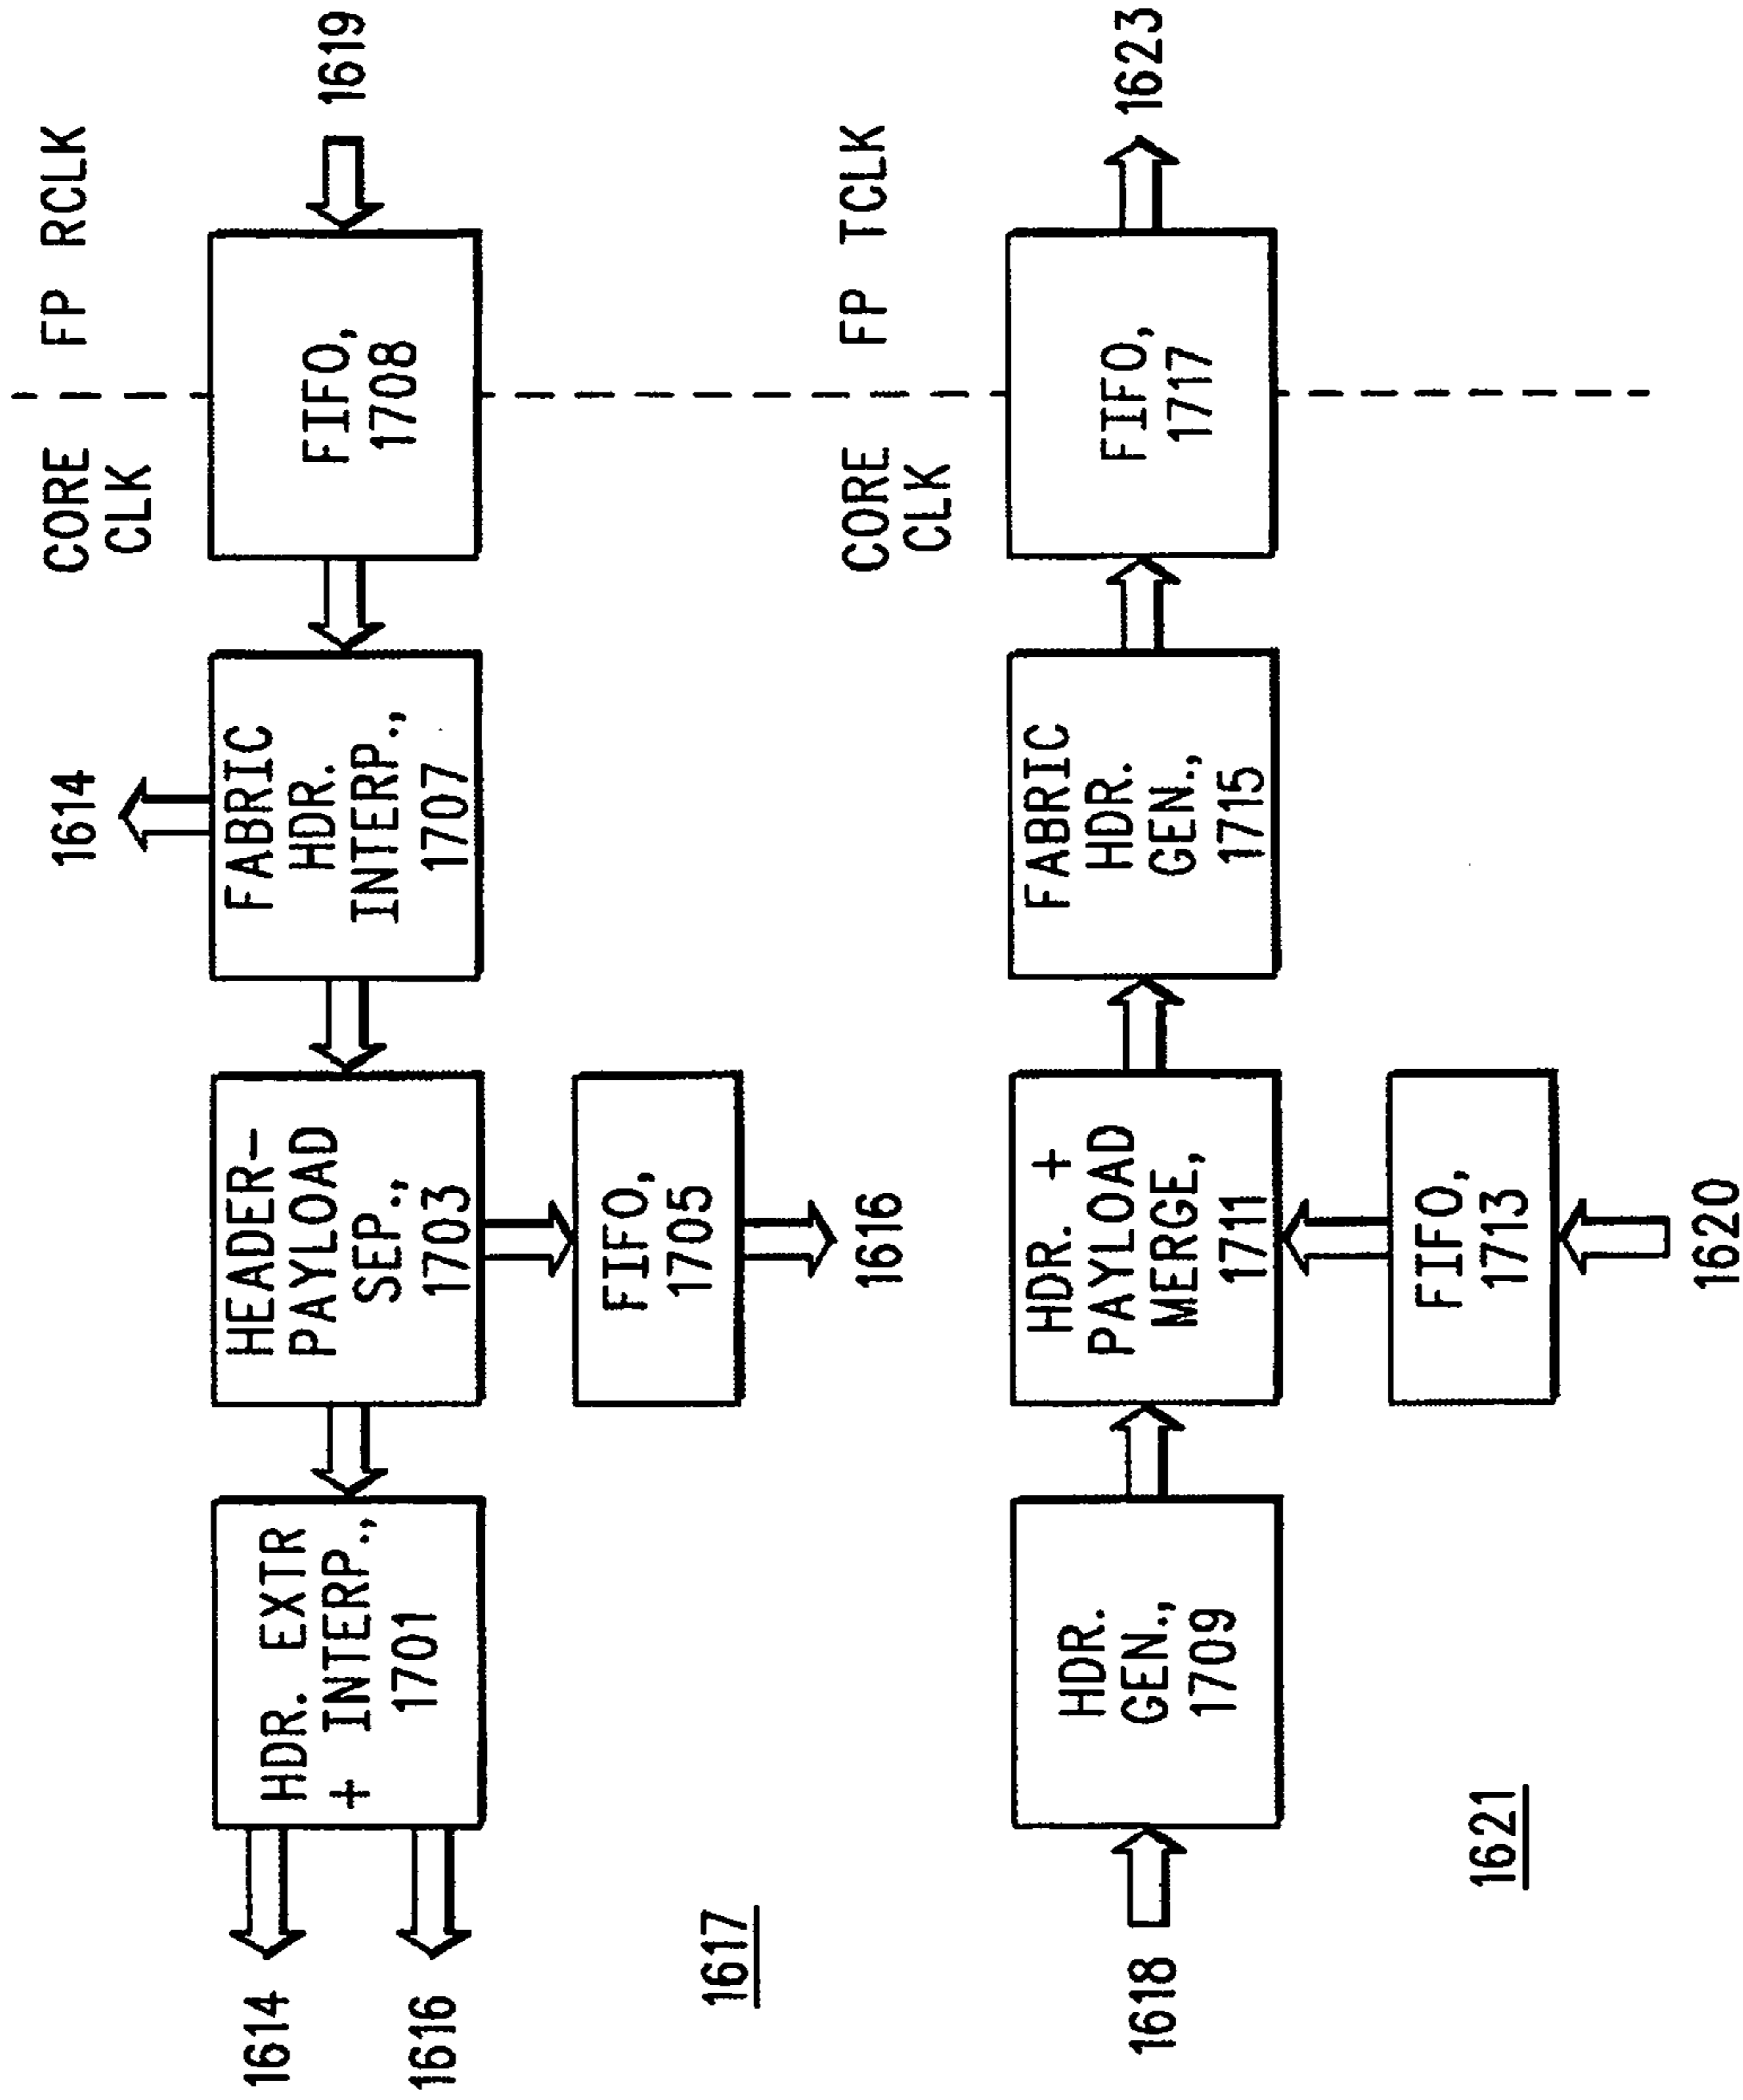 1619
FP RCLK
CORE
CLK
FIFO,
1708
1614
FABRIC
HDR.
INTERP.,
1707
HEADER-
PAYLOAD
SEP.,
1703
FIFO,
1705
1616
HDR. EXTR
+ INTERP.,
1701
1614
1616
1617
1623
FP TCLK
CORE
CLK
FIFO,
1717
FABRIC
HDR.
GEN.,
1715
HDR. +
PAYLOAD
MERGE,
1711
FIFO,
1713
1620
HDR.
GEN.,
1709
1618
1621